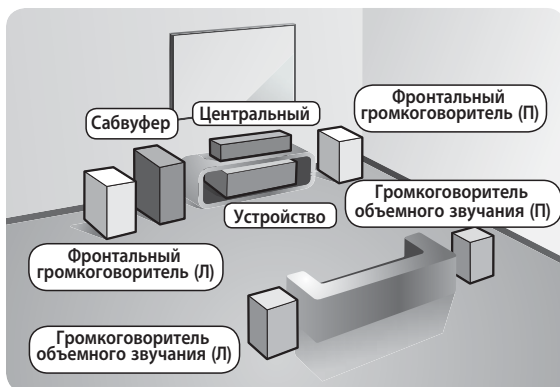 Фронтальный
громкоговоритель (П)
Центральный
Сабвуфер
Громкоговоритель
объемного звучания (П)
Устройство
Фронтальный
громкоговоритель (Л)
Громкоговоритель
объемного звучания (Л)